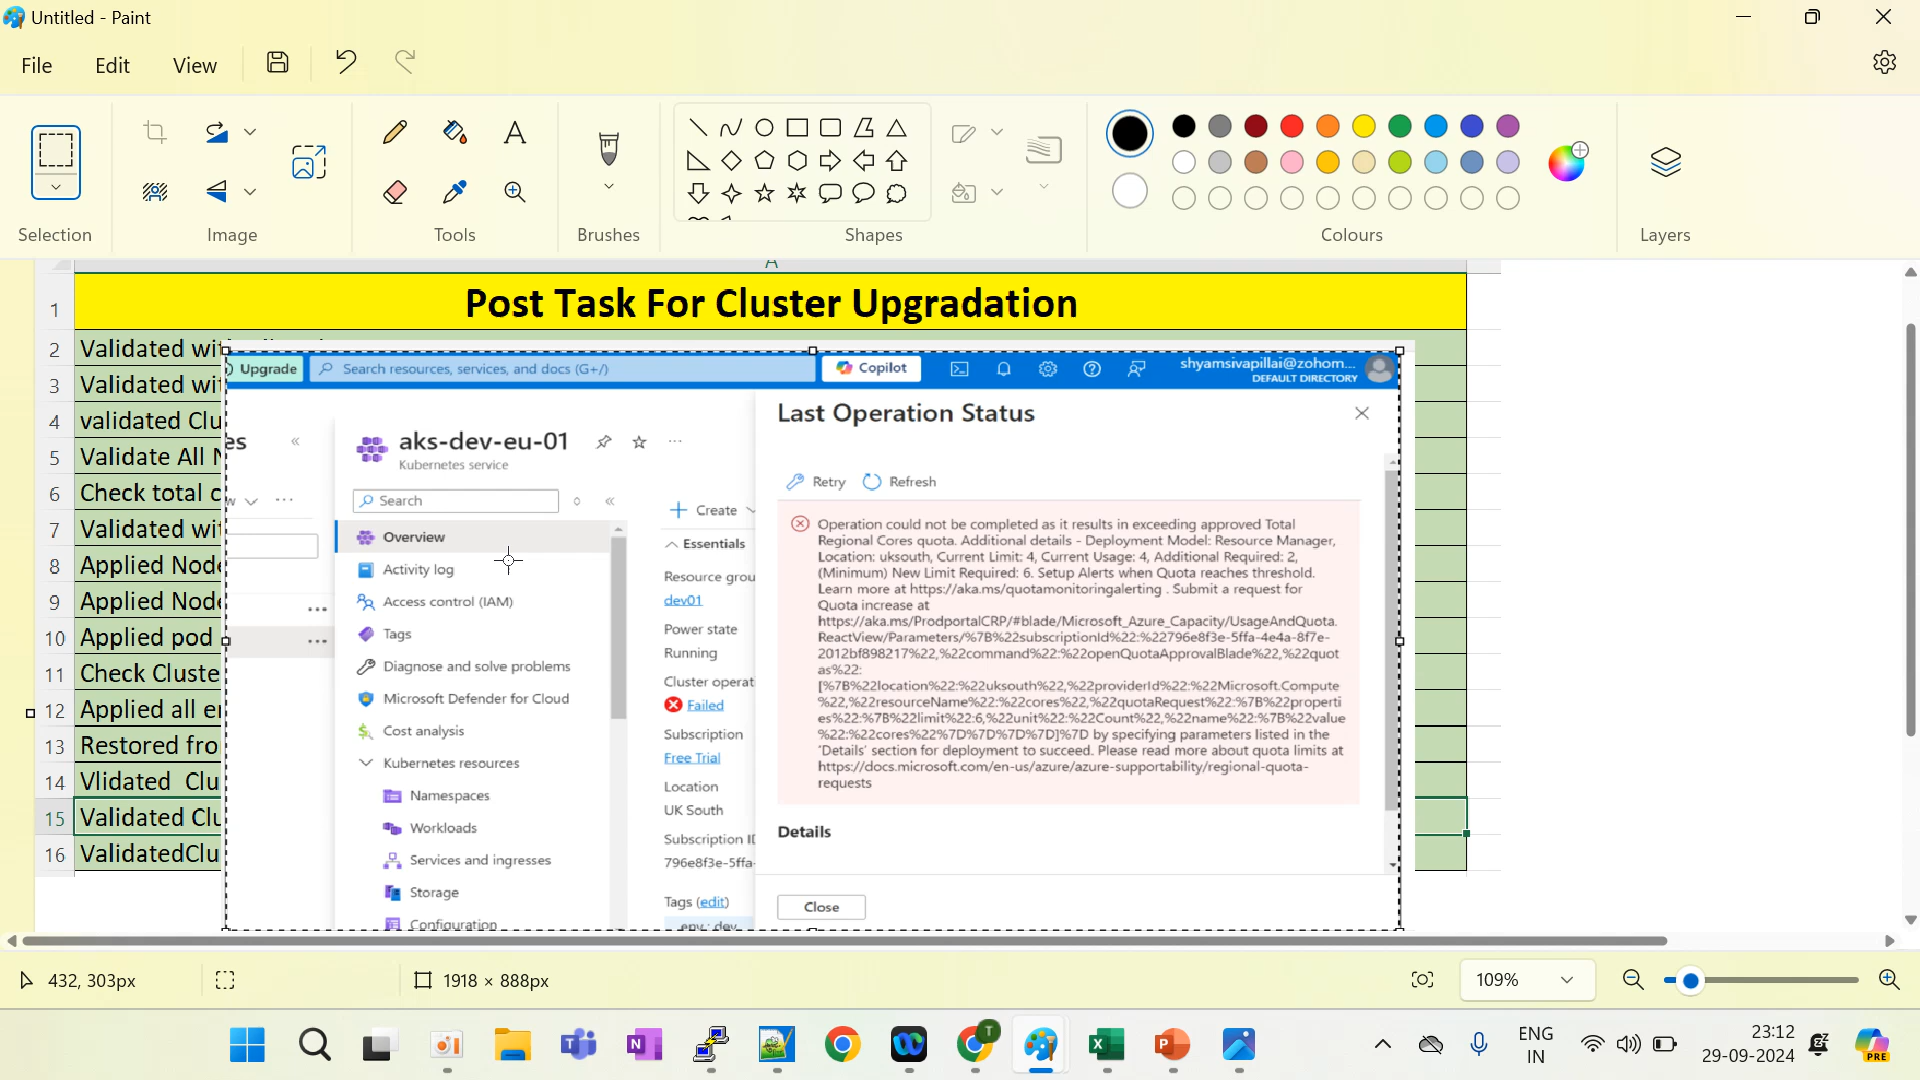 Untitled - Paint
File Edit View
Selection Image Tools Brushes Shapes Colours Layers
A
1 Post Task For Cluster Upgradation
2 Validated
3 Validated
4 validated Clu
5 Validate All
6 Check total
7 Validated
8 Applied Node
9 Applied Node
10 Applied pod
11 Check Cluste
12 Applied all
13 Restored fro
14 Vlidated Clu
15 Validated Clu
16 ValidatedClu
Upgrade
Search resources, services, and docs (G+/)
Copilot
shyamsivapillai@zohom...
DEFAULT DIRECTORY
es
aks-dev-eu-01
Kubernetes service
Search
Overview
Activity log
Access control (IAM)
Tags
Diagnose and solve problems
Microsoft Defender for Cloud
Cost analysis
Kubernetes resources
Namespaces
Workloads
Services and ingresses
Storage
Configuration
Create
Essentials
Resource grou
dev01
Power state
Running
Cluster operat
Failed
Subscription
Free Trial
Location
UK South
Subscription ID
796e8f3e-5ffa-
Tags (edit)
env : dev
Last Operation Status
Retry Refresh
Operation could not be completed as it results in exceeding approved Total
Regional Cores quota. Additional details - Deployment Model: Resource Manager,
Location: uksouth, Current Limit: 4, Current Usage: 4, Additional Required: 2,
(Minimum) New Limit Required: 6. Setup Alerts when Quota reaches threshold.
Learn more at https://aka.ms/quotamonitoringalerting . Submit a request for
Quota increase at
https://aka.ms/ProdportalCRP/#blade/Microsoft_Azure_Capacity/UsageAndQuota.
ReactView/Parameters/%7B%22subscriptionId%22:%22796e8f3e-5ffa-4e4a-8f7e-
2012bf898217%22,%22command%22:%22openQuotaApprovalBlade%22,%22quot
as%22:
[%7B%22location%22:%22uksouth%22,%22providerId%22:%22Microsoft.Compute
%22,%22resourceName%22:%22cores%22,%22quotaRequest%22:%7B%22properti
es%22:%7B%22limit%22:6,%22unit%22:%22Count%22,%22name%22:%7B%22value
%22:%22cores%22%7D%7D%7D%7D]%7D by specifying parameters listed in the
'Details' section for deployment to succeed. Please read more about quota limits at
https://docs.microsoft.com/en-us/azure/azure-supportability/regional-quota-
requests
Details
Close
432, 303px
1918 × 888px
109%
ENG
IN
23:12
29-09-2024
PRE